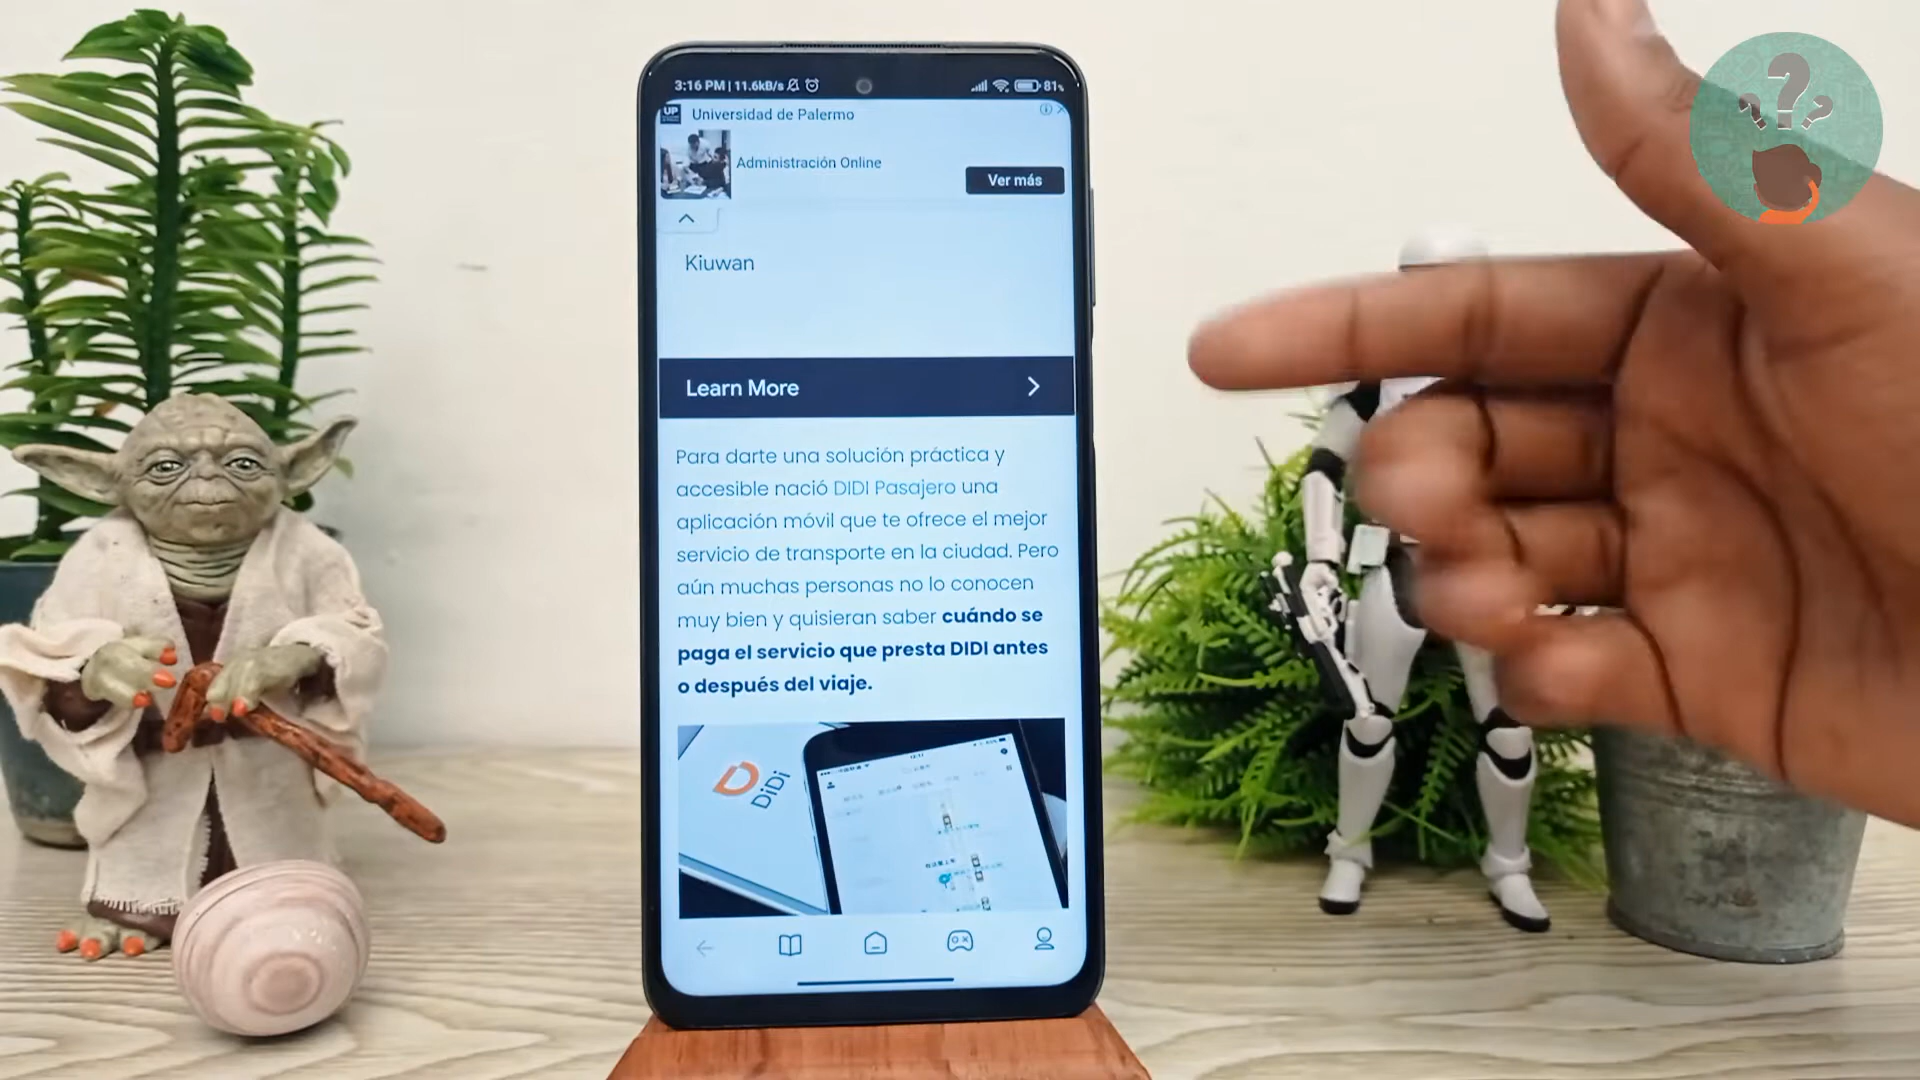 3:16 PM | 11.6kB/s
81%
UP
Universidad de Palermo
Administración Online
Ver más
Kiuwan
Learn More
Para darte una solución práctica y
accesible nació DIDI Pasajero una
aplicación móvil que te ofrece el mejor
servicio de transporte en la ciudad. Pero
aún muchas personas no lo conocen
muy bien y quisieran saber cuándo se
paga el servicio que presta DIDI antes
o después del viaje.
DiDi
???